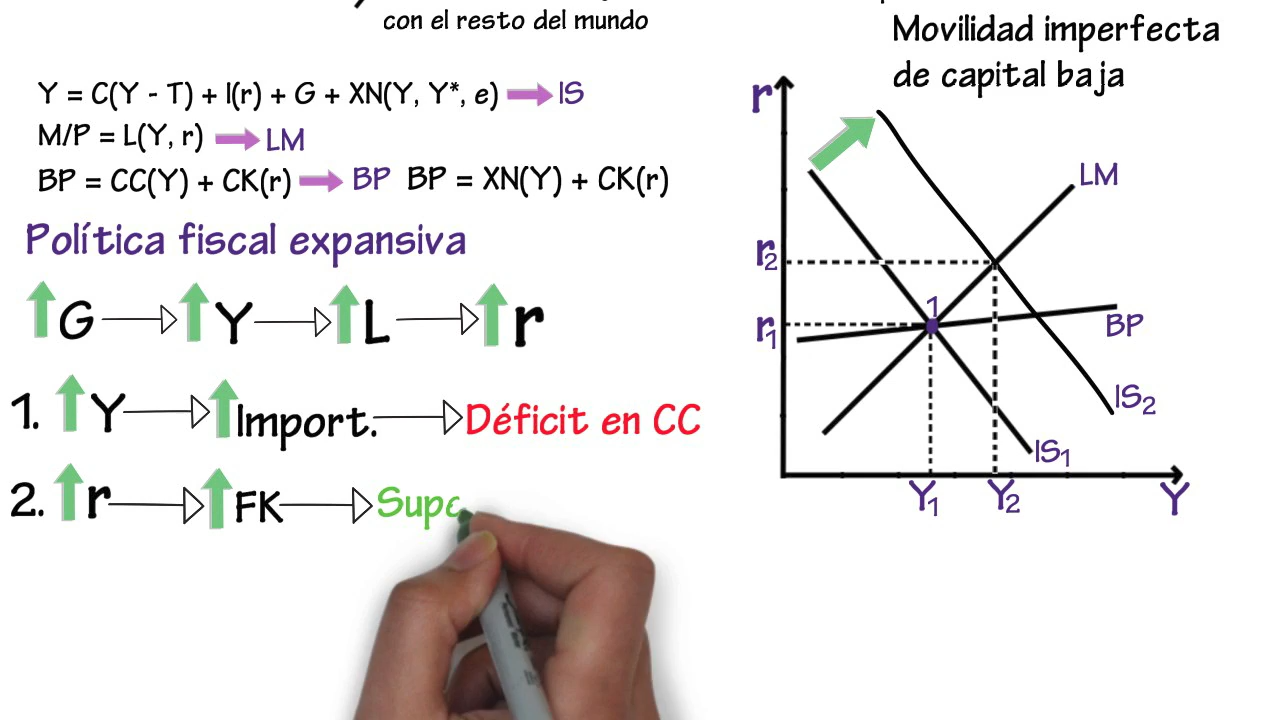 con el resto del mundo
Movilidad imperfecta
de capital baja
Y = C(Y - T) + I(r) + G + XN(Y, Y*, e) IS
M/P = L(Y, r) LM
BP = CC(Y) + CK(r) BP BP = XN(Y) + CK(r)
Política fiscal expansiva
G Y L r
1. Y Import. Déficit en CC
2. r FK Supe
r
LM
r2
1
r1
BP
IS2
IS1
Y1 Y2 Y